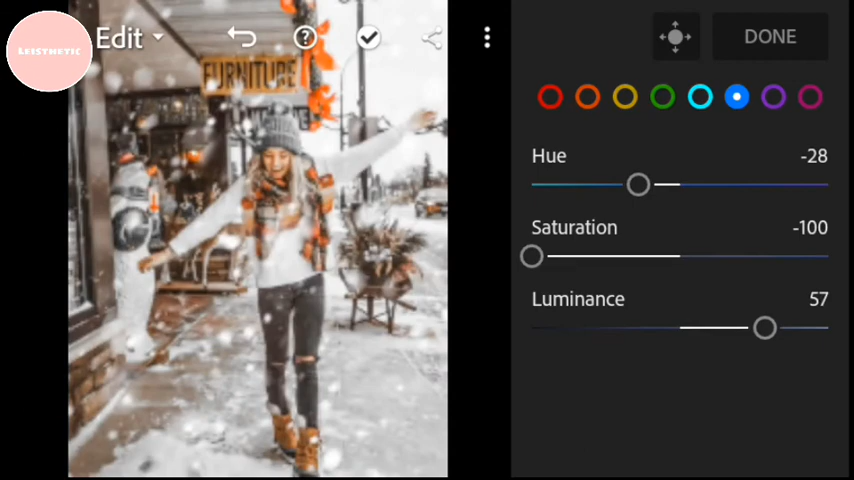 LEISTHETIC
Edit
DONE
FURNITURE
Hue -28
Saturation -100
Luminance 57